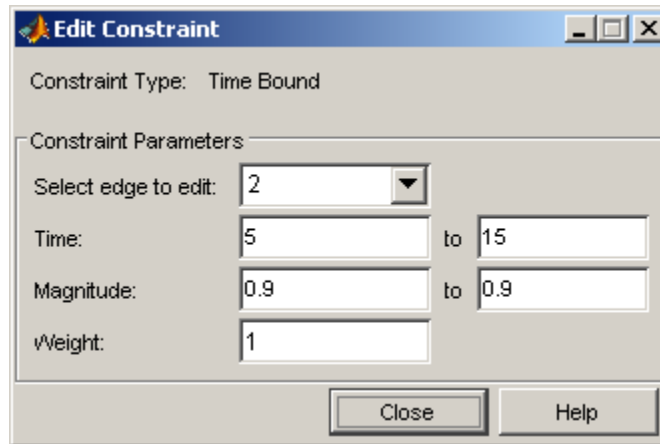 Edit Constraint
Constraint Type: Time Bound
Constraint Parameters
Select edge to edit: 2
Time: 5 to 15
Magnitude: 0.9 to 0.9
Weight: 1
Close Help